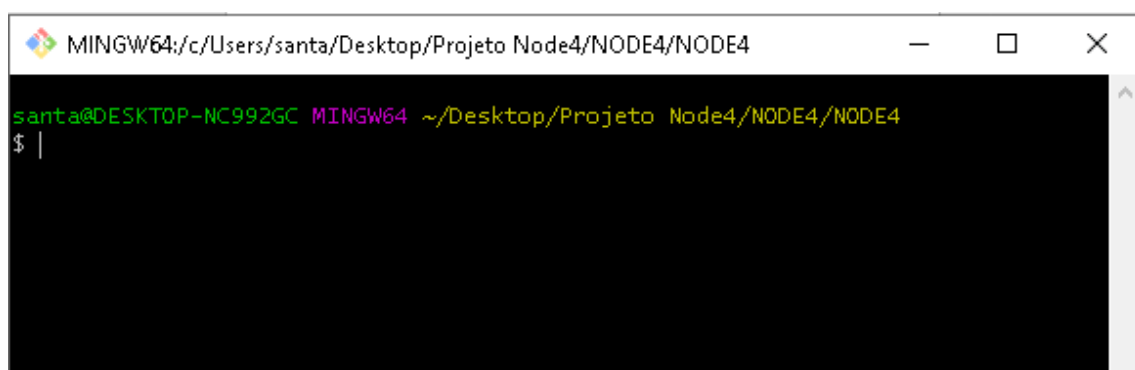 MINGW64:/c/Users/santa/Desktop/Projeto Node4/NODE4/NODE4
santa@DESKTOP-NC992GC MINGW64 ~/Desktop/Projeto Node4/NODE4/NODE4
$